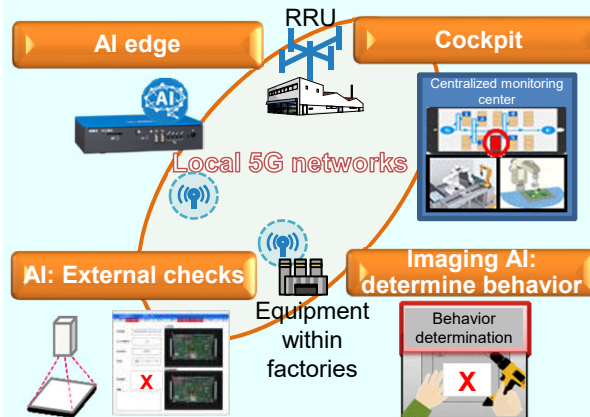 RRU
AI edge
Cockpit
AI
Centralized monitoring
center
Local 5G networks
AI: External checks
Imaging AI:
determine behavior
Equipment
within
factories
X
Behavior
determination
X